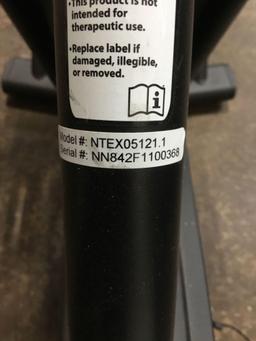 •This product is not
intended for
therapeutic use.
•Replace label if
damaged, illegible,
or removed.
Model #: NTEX05121.1
Serial #: NN842F1100368